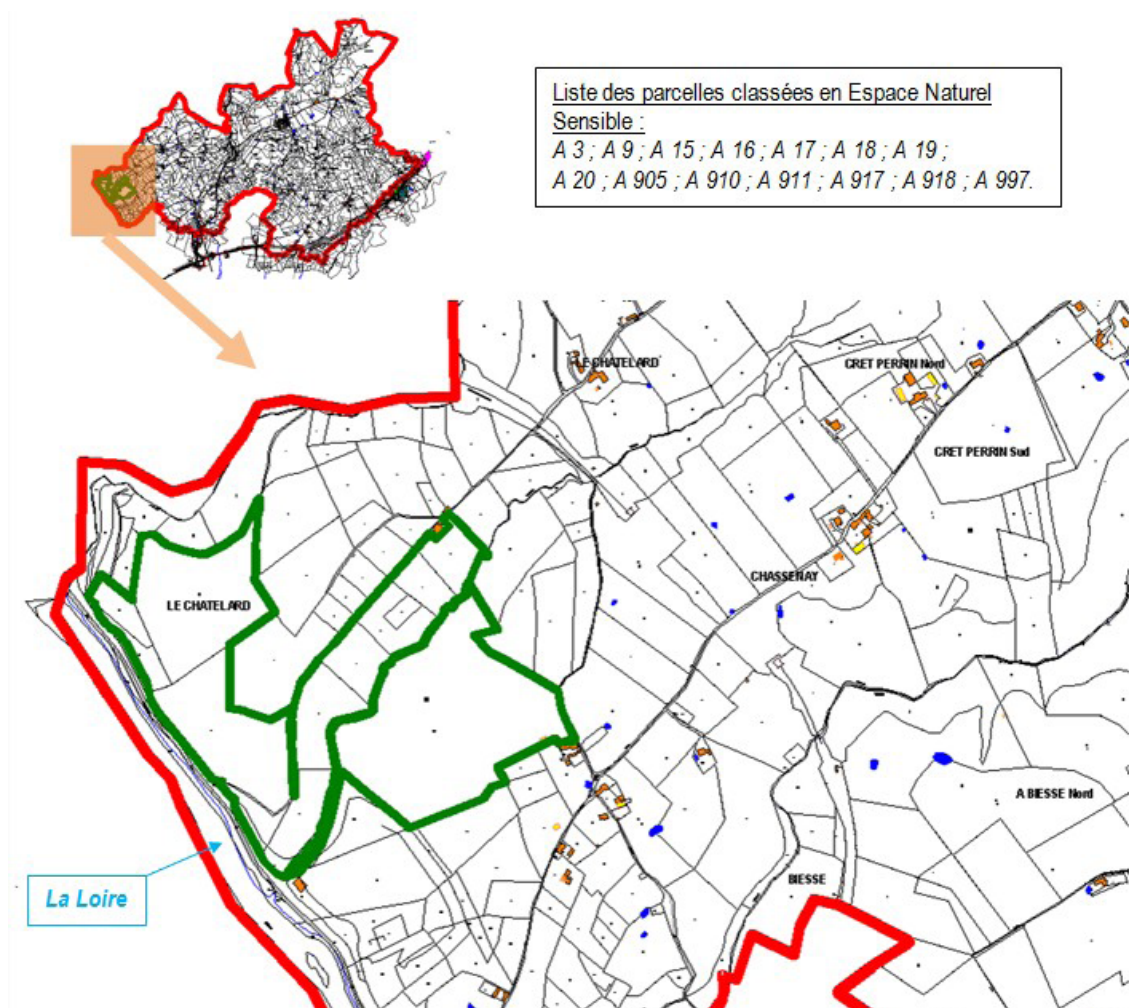 Liste des parcelles classées en Espace Naturel
Sensible :
A 3 ; A 9 ; A 15 ; A 16 ; A 17 ; A 18 ; A 19 ;
A 20 ; A 905 ; A 910 ; A 911 ; A 917 ; A 918 ; A 997.
LE CHATELARD
CRET PERRIN Nord
CRET PERRIN Sud
CHASSENAY
LE CHATELARD
A BIESSE Nord
BIESSE
La Loire